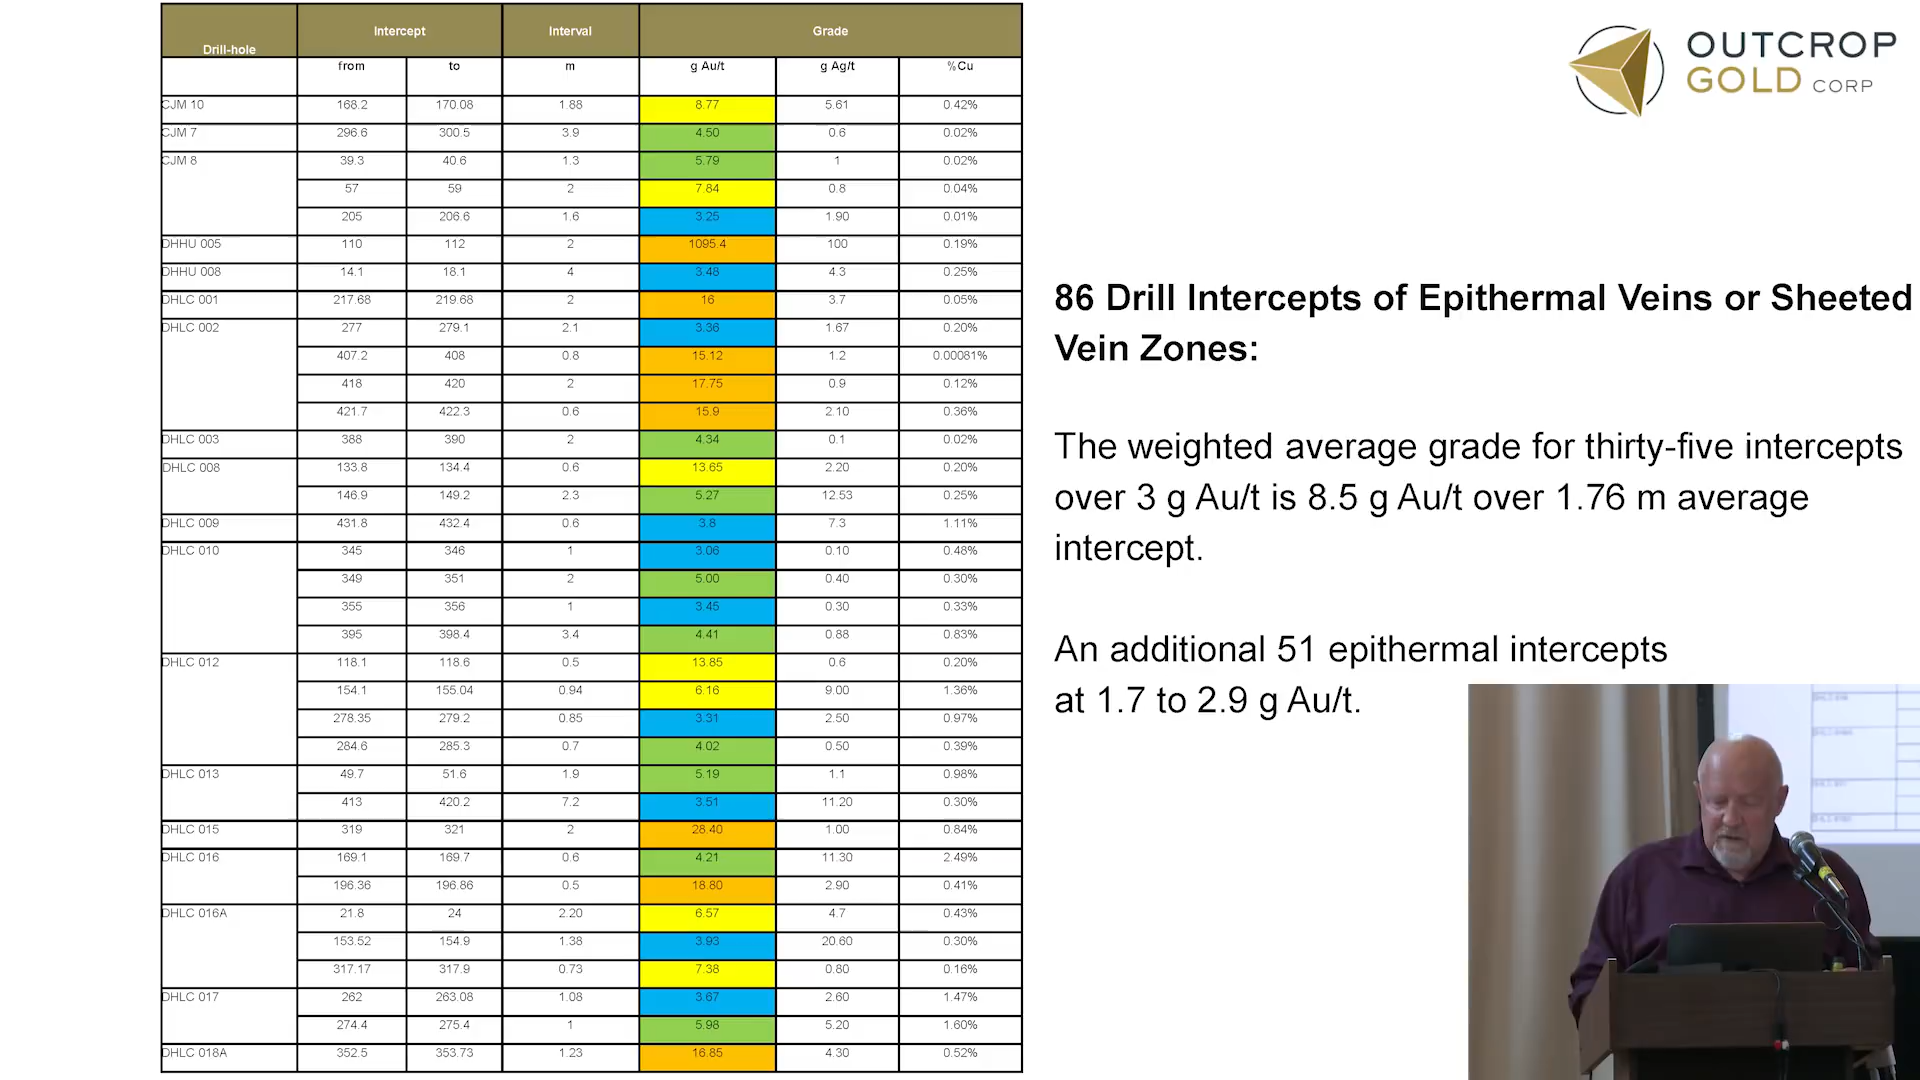 Drill-hole Intercept Interval Grade
from to m g Au/t g Ag/t %Cu
CJM 10 168.2 170.08 1.88 8.77 5.61 0.42%
CJM 7 296.6 300.5 3.9 4.50 0.6 0.02%
CJM 8 39.3 40.6 1.3 5.79 1 0.02%
57 59 2 7.84 0.8 0.04%
205 206.6 1.6 3.25 1.90 0.01%
DHHU 005 110 112 2 1095.4 100 0.19%
DHHU 008 14.1 18.1 4 3.48 4.3 0.25%
DHLC 001 217.68 219.68 2 16 3.7 0.05%
DHLC 002 277 279.1 2.1 3.36 1.67 0.20%
407.2 408 0.8 15.12 1.2 0.00081%
418 420 2 17.75 0.9 0.12%
421.7 422.3 0.6 15.9 2.10 0.36%
DHLC 003 388 390 2 4.34 0.1 0.02%
DHLC 008 133.8 134.4 0.6 13.65 2.20 0.20%
146.9 149.2 2.3 5.27 12.53 0.25%
DHLC 009 431.8 432.4 0.6 3.8 7.3 1.11%
DHLC 010 345 346 1 3.06 0.10 0.48%
349 351 2 5.00 0.40 0.30%
355 356 1 3.45 0.30 0.33%
395 398.4 3.4 4.41 0.88 0.83%
DHLC 012 118.1 118.6 0.5 13.85 0.6 0.20%
154.1 155.04 0.94 6.16 9.00 1.36%
278.35 279.2 0.85 3.31 2.50 0.97%
284.6 285.3 0.7 4.02 0.50 0.39%
DHLC 013 49.7 51.6 1.9 5.19 1.1 0.98%
413 420.2 7.2 3.51 11.20 0.30%
DHLC 015 319 321 2 28.40 1.00 0.84%
DHLC 016 169.1 169.7 0.6 4.21 11.30 2.49%
196.36 196.86 0.5 18.80 2.90 0.41%
DHLC 016A 21.8 24 2.20 6.57 4.7 0.43%
153.52 154.9 1.38 3.93 20.60 0.30%
317.17 317.9 0.73 7.38 0.80 0.16%
DHLC 017 262 263.08 1.08 3.67 2.60 1.47%
274.4 275.4 1 5.98 5.20 1.60%
DHLC 018A 352.5 353.73 1.23 16.85 4.30 0.52%
OUTCROP
GOLD CORP
86 Drill Intercepts of Epithermal Veins or Sheeted
Vein Zones:
The weighted average grade for thirty-five intercepts
over 3 g Au/t is 8.5 g Au/t over 1.76 m average
intercept.
An additional 51 epithermal intercepts
at 1.7 to 2.9 g Au/t.